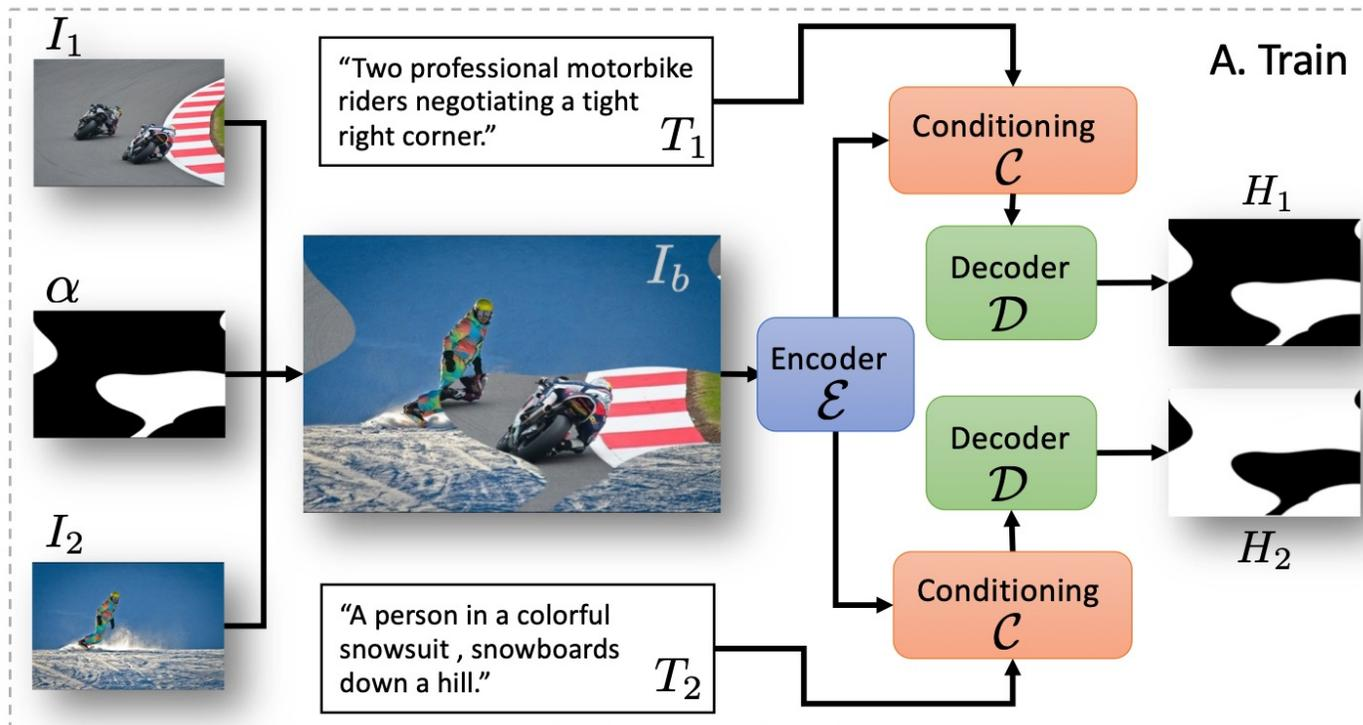 I₁
A. Train
“Two professional motorbike
riders negotiating a tight
right corner.”
T₁
Conditioning
𝒞
H₁
α
I_b
Decoder
𝒟
Encoder
ℰ
Decoder
𝒟
I₂
H₂
“A person in a colorful
snowsuit , snowboards
down a hill.”
T₂
Conditioning
𝒞